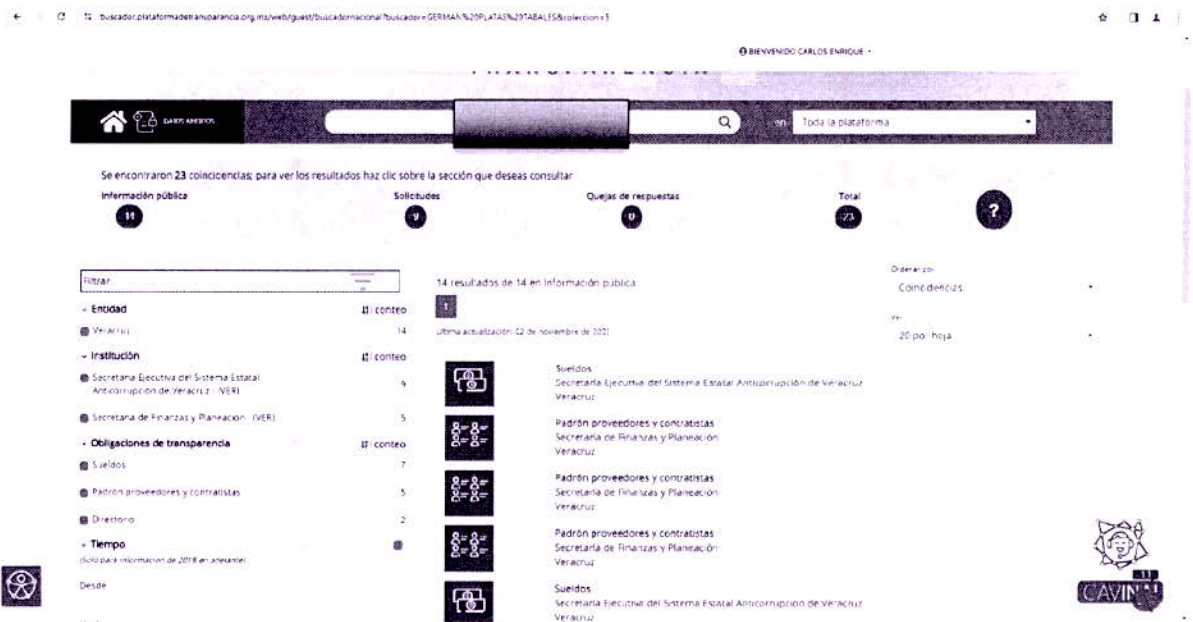 buscador.plataformadetransparencia.org.mx/web/guest/buscadornacional?buscador=GERMAN%20PLATAS%20TABALES&coleccion=5
BIENVENIDO CARLOS ENRIQUE
TRANSPARENCIA
DATOS ABIERTOS
en Toda la plataforma
Se encontraron 23 coincidencias; para ver los resultados haz clic sobre la sección que deseas consultar
Información pública Solicitudes Quejas de respuestas Total
14 9 0 23 ?
Filtrar
Entidad conteo
Veracruz 14
Institución conteo
Secretaría Ejecutiva del Sistema Estatal
Anticorrupción de Veracruz - (VER) 9
Secretaría de Finanzas y Planeación - (VER) 5
Obligaciones de transparencia conteo
Sueldos 7
Padrón proveedores y contratistas 5
Directorio 2
Tiempo
(Solo para información de 2018 en adelante)
Desde
14 resultados de 14 en Información pública
1
Última actualización: 02 de noviembre de
Ordenar por
Coincidencias
Ver
20 por hoja
Sueldos
Secretaría Ejecutiva del Sistema Estatal Anticorrupción de Veracruz
Veracruz
Padrón proveedores y contratistas
Secretaría de Finanzas y Planeación
Veracruz
Padrón proveedores y contratistas
Secretaría de Finanzas y Planeación
Veracruz
Padrón proveedores y contratistas
Secretaría de Finanzas y Planeación
Veracruz
Sueldos
Secretaría Ejecutiva del Sistema Estatal Anticorrupción de Veracruz
Veracruz
CAVINAI